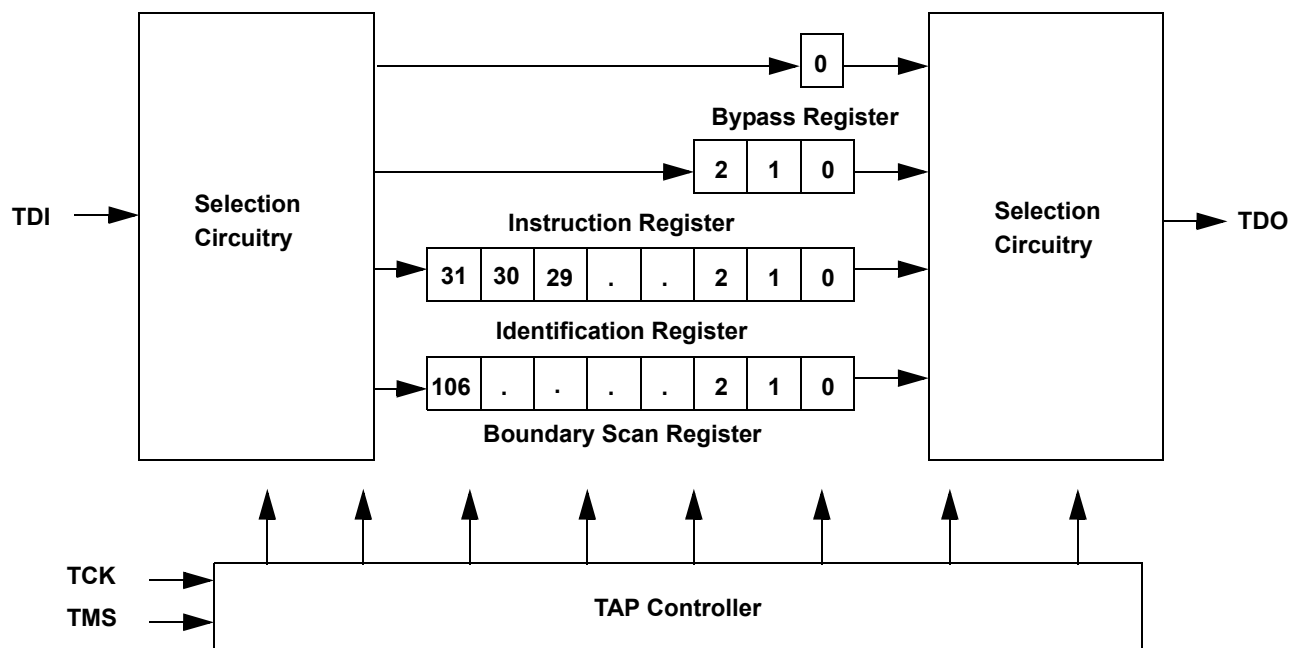 0
Bypass Register
2 1 0
TDI
Selection
Circuitry
Instruction Register
Selection
Circuitry
TDO
31 30 29 . . 2 1 0
Identification Register
106 . . . . 2 1 0
Boundary Scan Register
TCK
TMS
TAP Controller